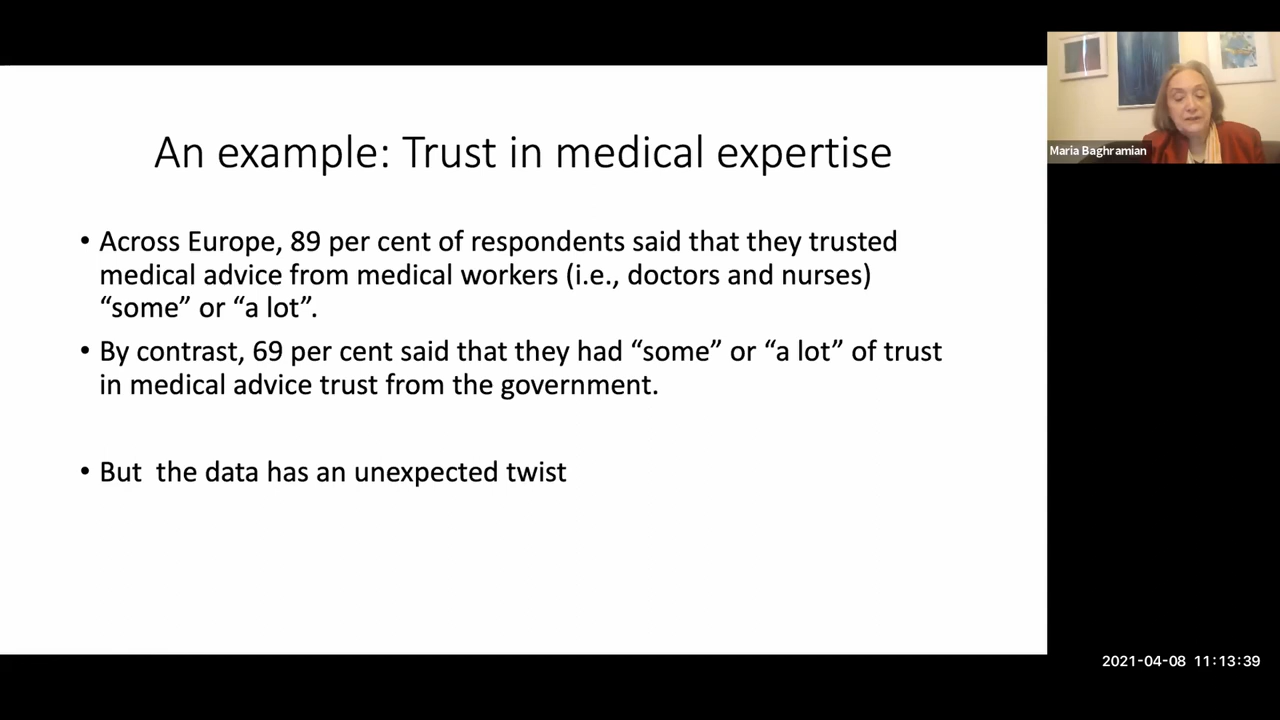 An example: Trust in medical expertise
• Across Europe, 89 per cent of respondents said that they trusted
medical advice from medical workers (i.e., doctors and nurses)
“some” or “a lot”.
• By contrast, 69 per cent said that they had “some” or “a lot” of trust
in medical advice trust from the government.
• But  the data has an unexpected twist
Maria Baghramian
2021-04-08 11:13:39